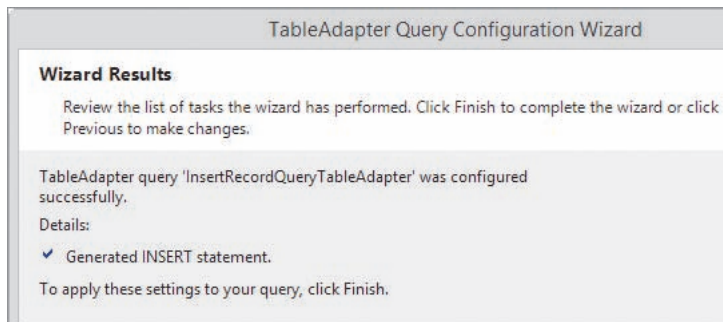 TableAdapter Query Configuration Wizard
Wizard Results
Review the list of tasks the wizard has performed. Click Finish to complete the wizard or click
Previous to make changes.
TableAdapter query 'InsertRecordQueryTableAdapter' was configured
successfully.
Details:
Generated INSERT statement.
To apply these settings to your query, click Finish.